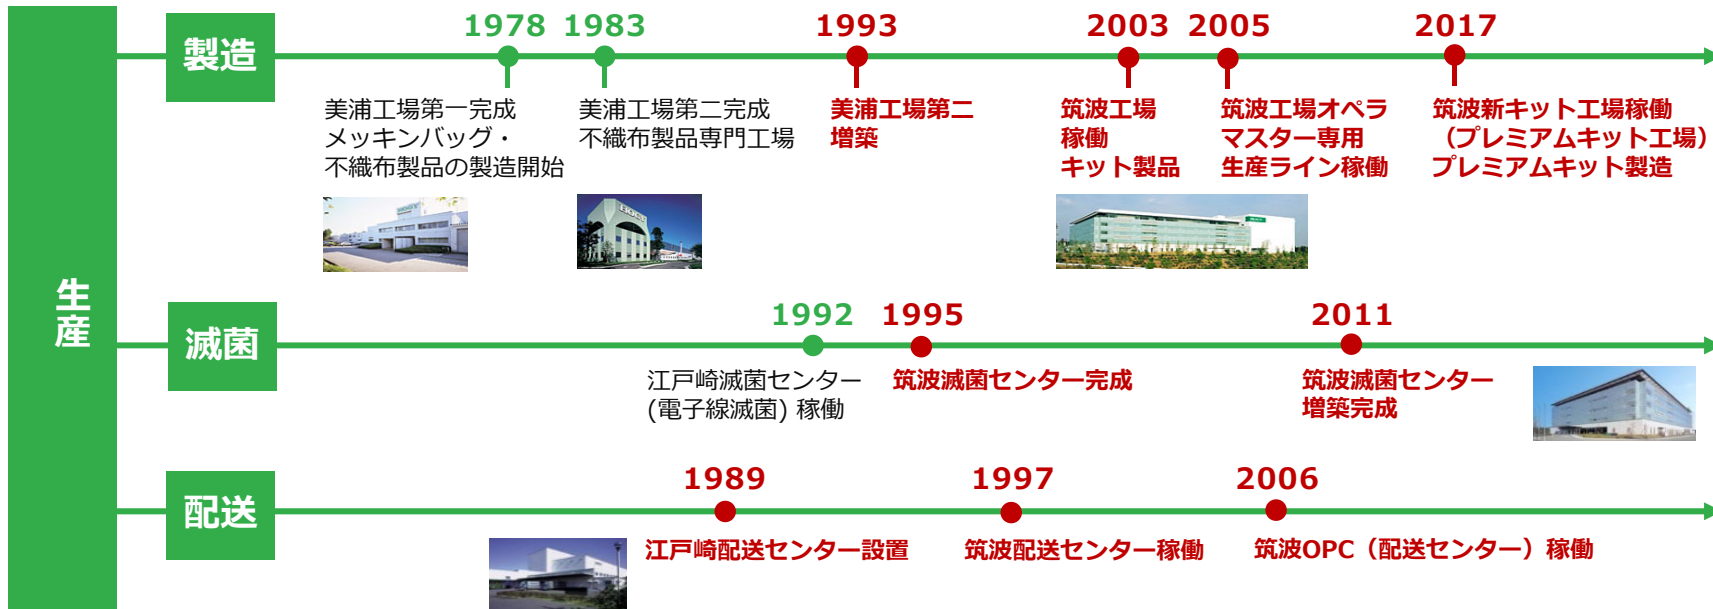 生産
製造
1978
1983
1993
2003
2005
2017
美浦工場第一完成
メッキンバッグ・
不織布製品の製造開始
美浦工場第二完成
不織布製品専門工場
美浦工場第二
増築
筑波工場
稼働
キット製品
筑波工場オペラ
マスター専用
生産ライン稼働
筑波新キット工場稼働
(プレミアムキット工場)
プレミアムキット製造
HOGY
滅菌
1992
1995
2011
江戸崎滅菌センター
(電子線滅菌) 稼働
筑波滅菌センター完成
筑波滅菌センター
増築完成
配送
1989
1997
2006
江戸崎配送センター設置
筑波配送センター稼働
筑波OPC(配送センター)稼働